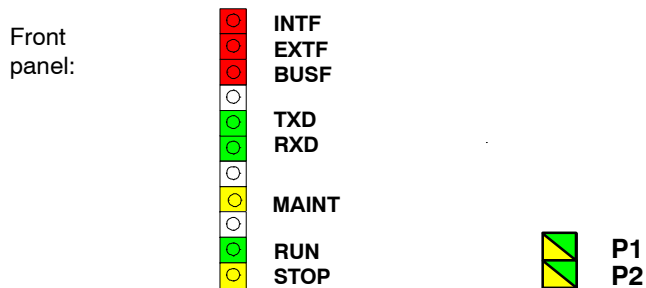 Front
panel:
INTF
EXTF
BUSF
TXD
RXD
MAINT
RUN
STOP
P1
P2